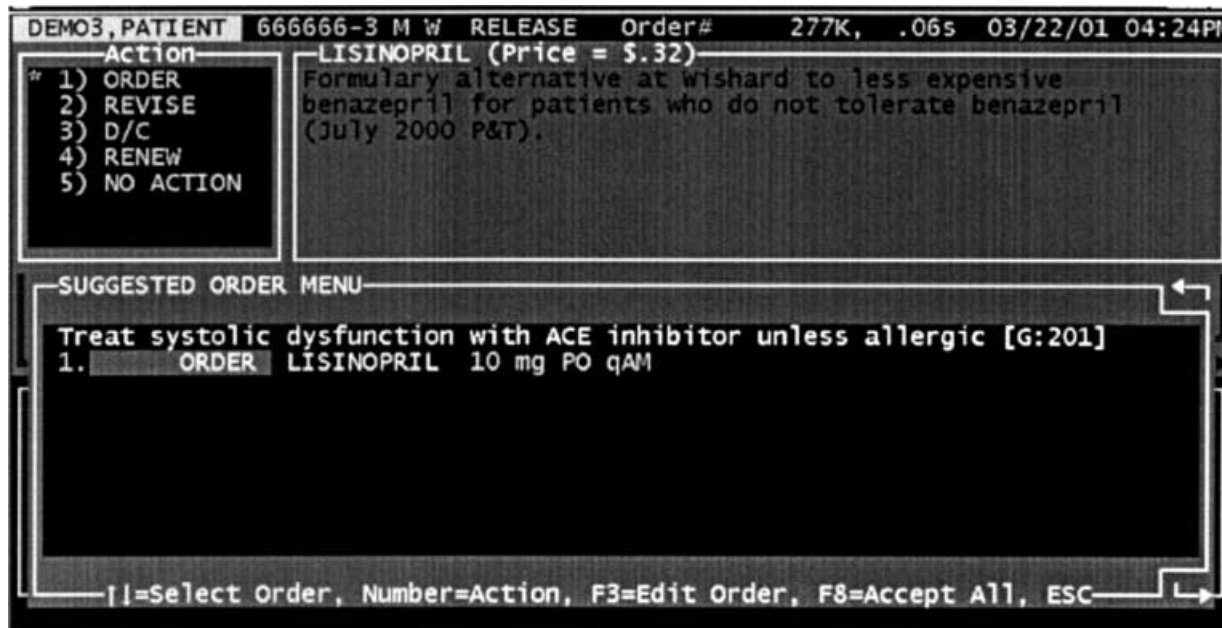 DEMO3,PATIENT 666666-3 M W RELEASE Order# 277K, .06s 03/22/01 04:24PM
Action
* 1) ORDER
2) REVISE
3) D/C
4) RENEW
5) NO ACTION
LISINOPRIL (Price = $.32)
Formulary alternative at Wishard to less expensive
benazepril for patients who do not tolerate benazepril
(July 2000 P&T).
SUGGESTED ORDER MENU
Treat systolic dysfunction with ACE inhibitor unless allergic [G:201]
1. ORDER LISINOPRIL 10 mg PO qAM
↑↓=Select Order, Number=Action, F3=Edit Order, F8=Accept All, ESC